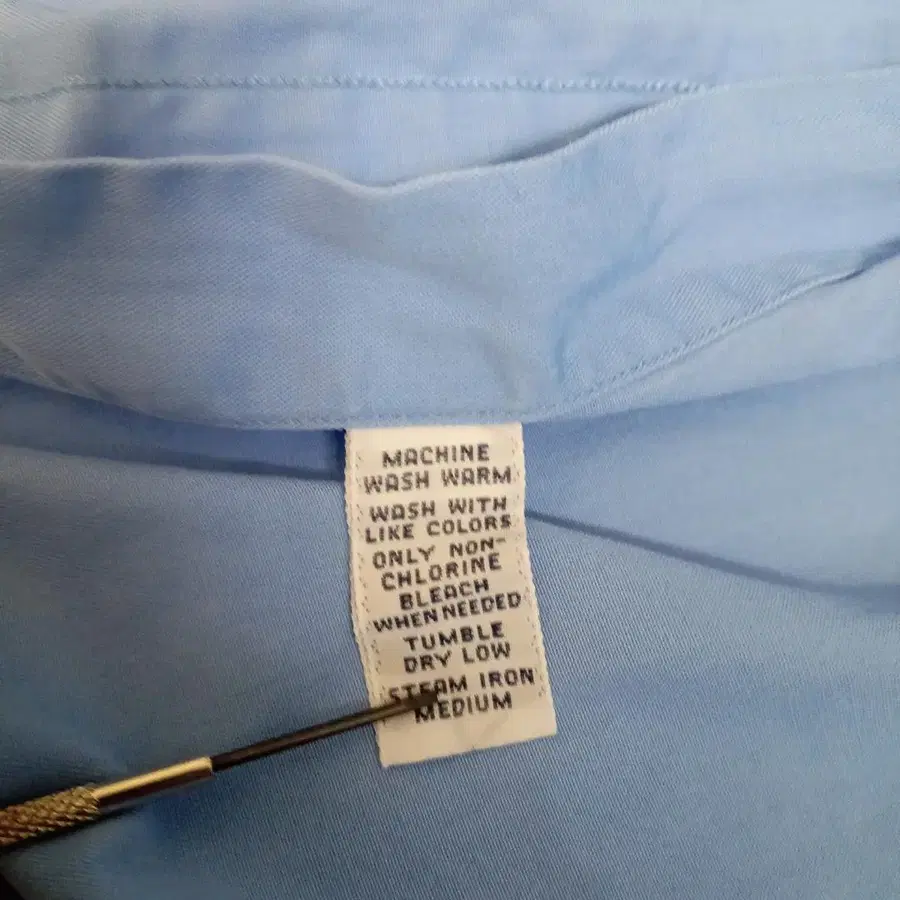 MACHINE
WASH WARM
WASH WITH
LIKE COLORS
ONLY NON-
CHLORINE
BLEACH
WHEN NEEDED
TUMBLE
DRY LOW
STEAM IRON
MEDIUM